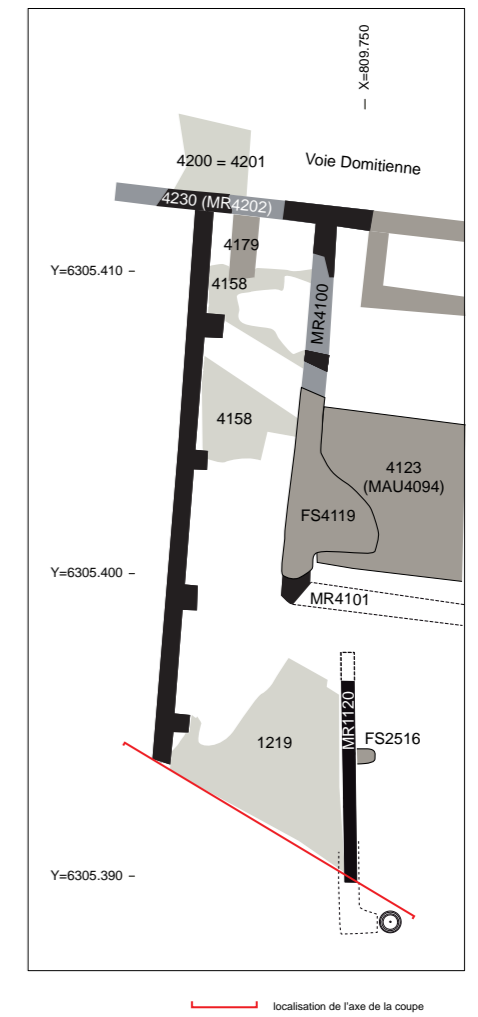 X=809.750
4200 = 4201
Voie Domitienne
4230 (MR4202)
4179
Y=6305.410
4158
MR4100
4158
4123
(MAU4094)
FS4119
Y=6305.400
MR4101
MR1120
FS2516
1219
Y=6305.390
localisation de l'axe de la coupe